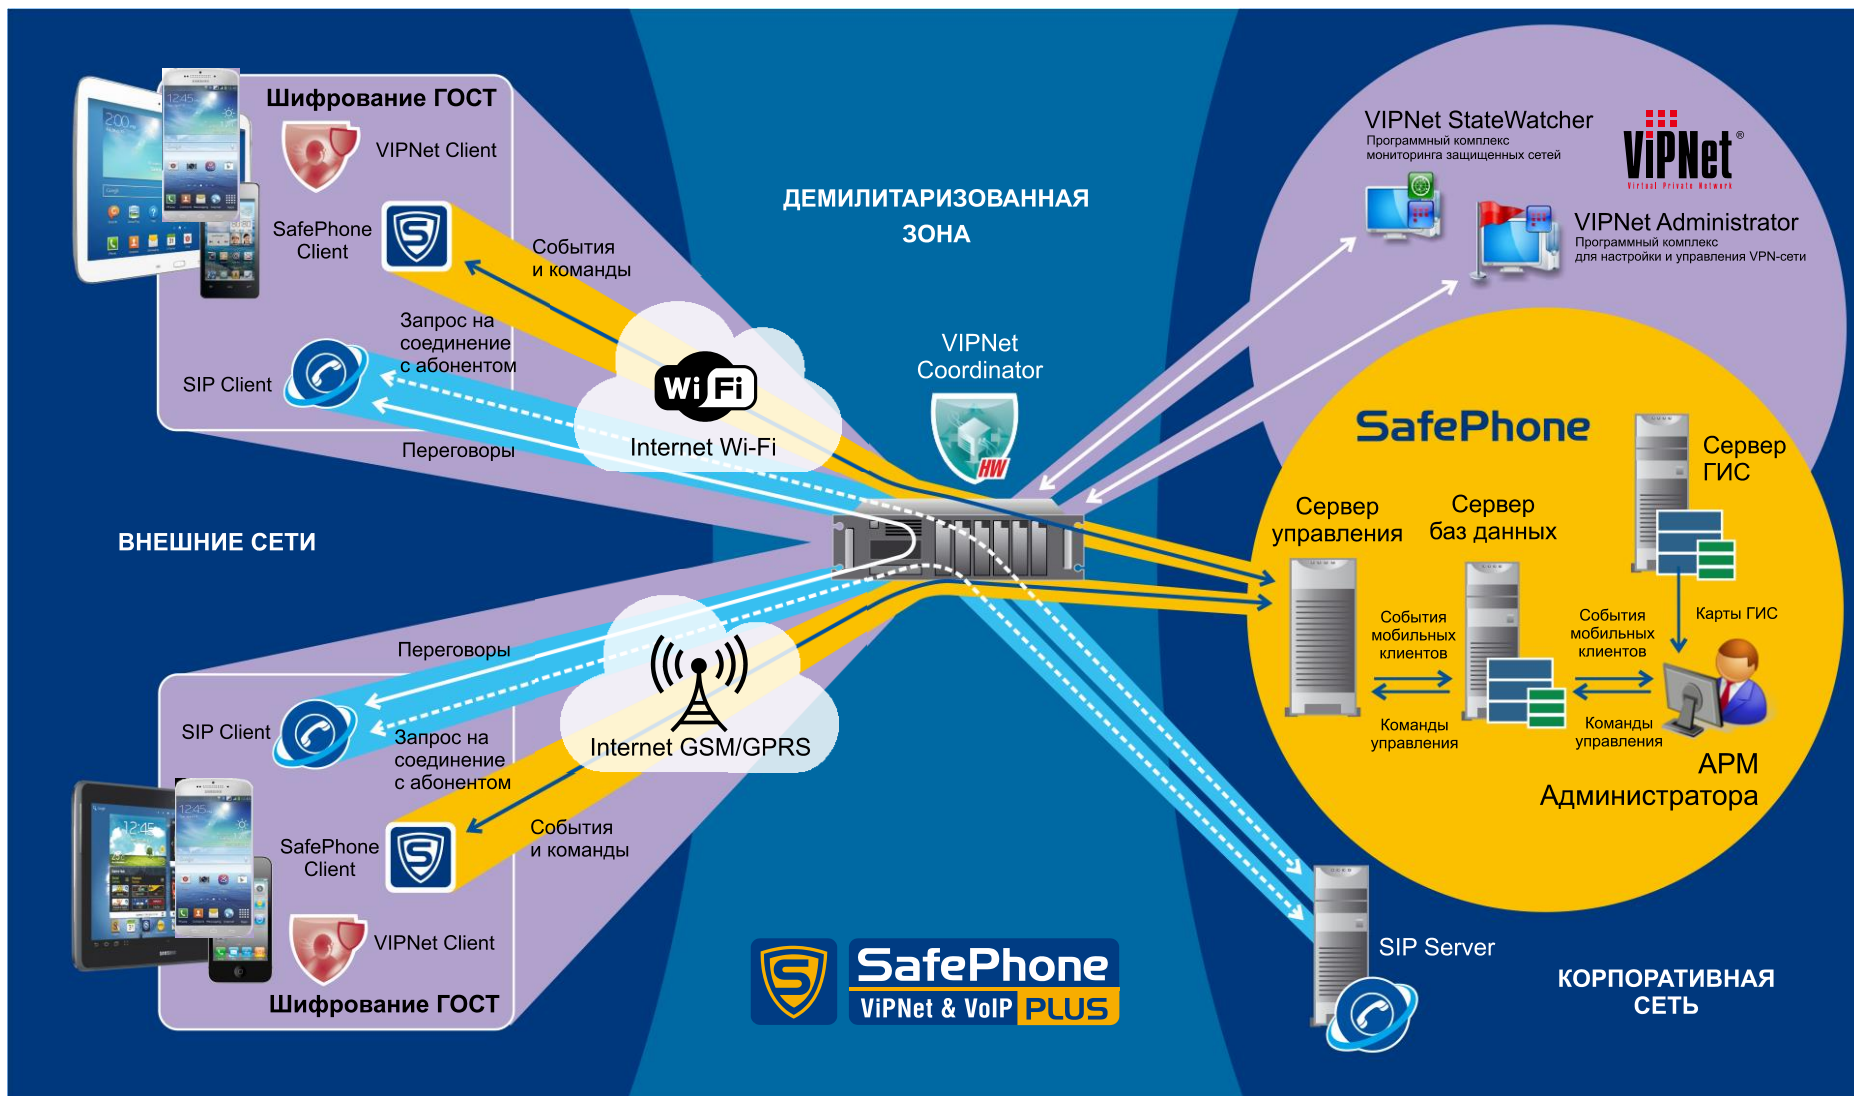 Шифрование ГОСТ
VIPNet Client
SafePhone
Client
События
и команды
Запрос на
соединение
с абонентом
SIP Client
Переговоры
WiFi
Internet Wi-Fi
ВНЕШНИЕ СЕТИ
Переговоры
SIP Client
Запрос на
соединение
с абонентом
Internet GSM/GPRS
SafePhone
Client
События
и команды
VIPNet Client
Шифрование ГОСТ
ДЕМИЛИТАРИЗОВАННАЯ
ЗОНА
VIPNet
Coordinator
HW
SafePhone
ViPNet & VoIP PLUS
VIPNet StateWatcher
Программный комплекс
мониторинга защищенных сетей
ViPNet ®
Virtual Private Network
VIPNet Administrator
Программный комплекс
для настройки и управления VPN-сети
SafePhone
Сервер
ГИС
Сервер
управления
Сервер
баз данных
События
мобильных
клиентов
События
мобильных
клиентов
Карты ГИС
Команды
управления
Команды
управления
АРМ
Администратора
SIP Server
КОРПОРАТИВНАЯ
СЕТЬ